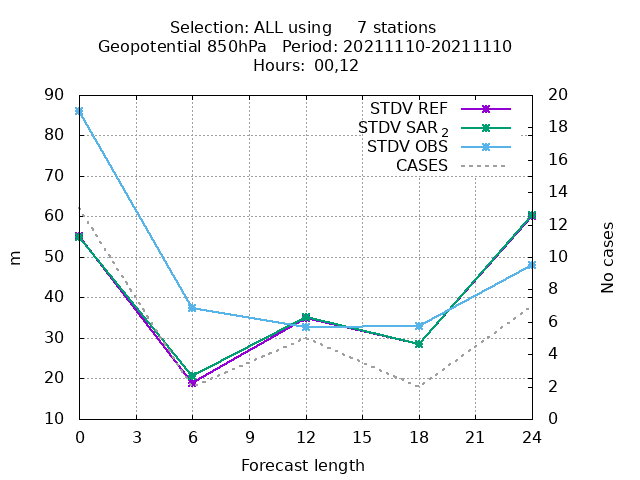 Selection: ALL using     7 stations
Geopotential 850hPa   Period: 20211110-20211110
Hours:  00,12
90
80
70
60
50
40
30
20
10
m
20
18
16
14
12
10
8
6
4
2
0
No cases
STDV REF
STDV SAR 2
STDV OBS
CASES
0 3 6 9 12 15 18 21 24
Forecast length